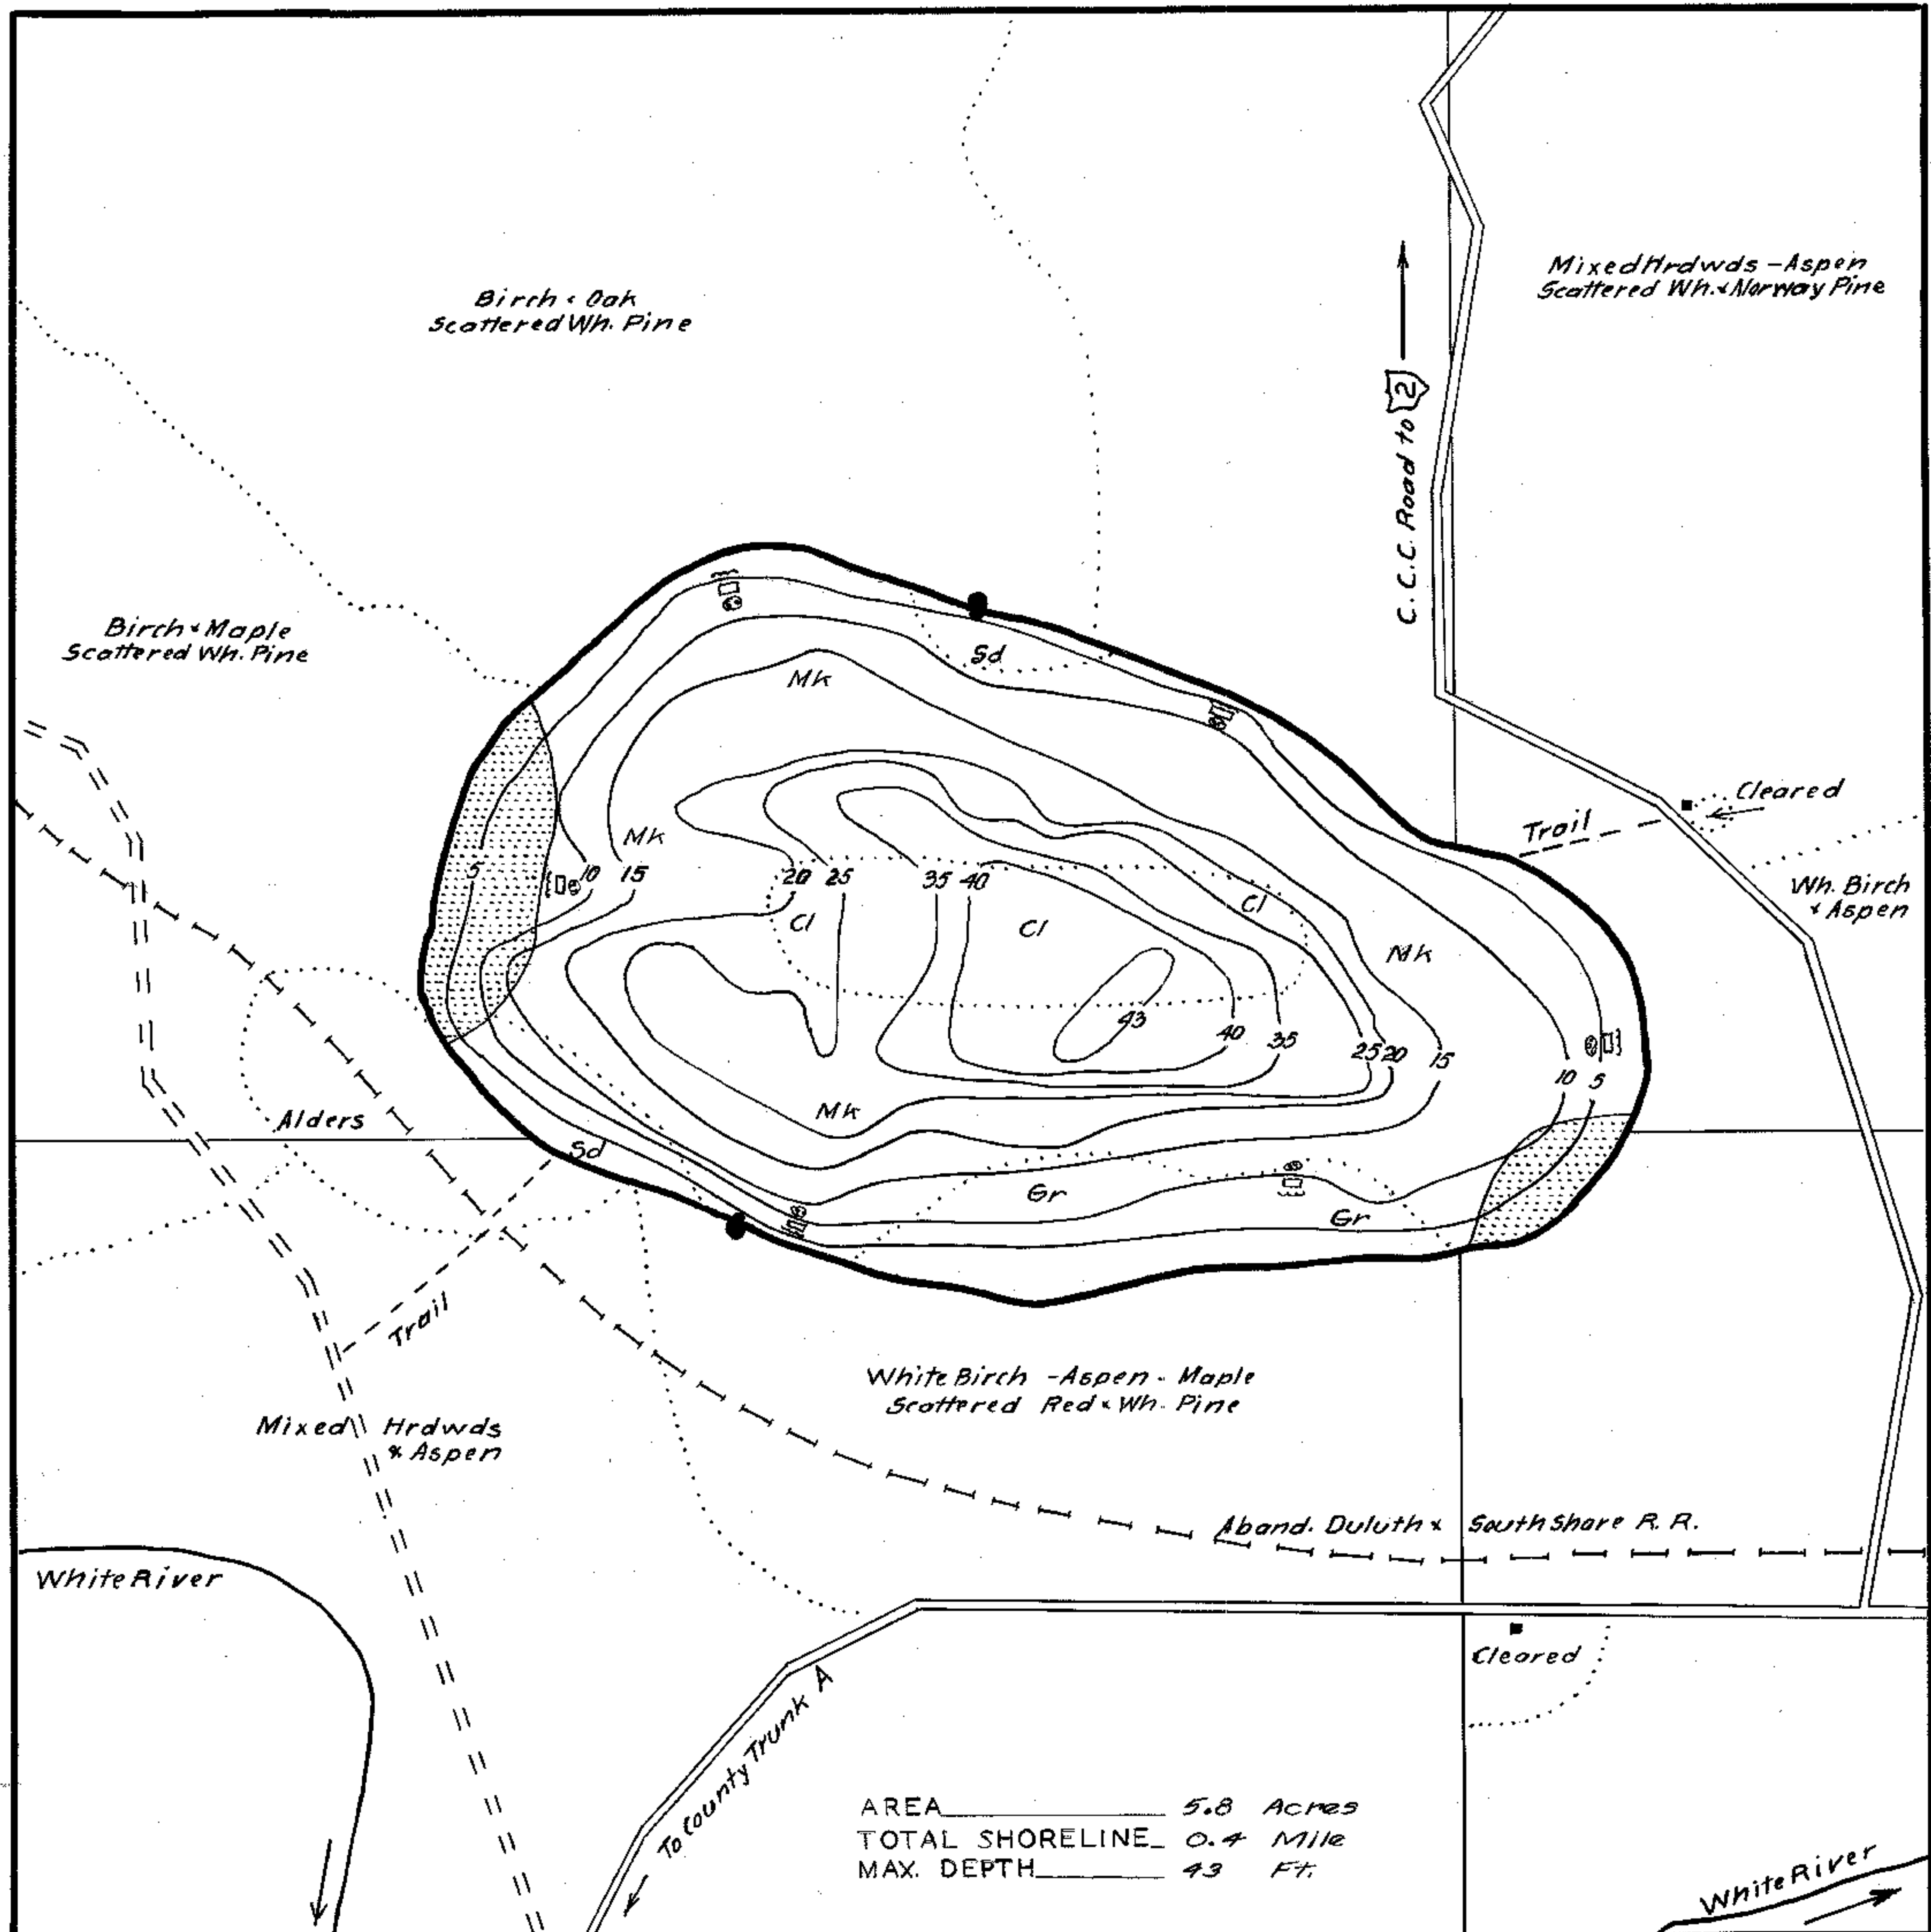 Birch & Oak
Scattered Wh. Pine
Mixed Hrdwds - Aspen
Scattered Wh. & Norway Pine
C.C.C. Road to 2
Birch & Maple
Scattered Wh. Pine
Sd
Mk
Mk
Cleared
Trail
Wh. Birch
& Aspen
5
10
15
20
25
35
40
Cl
Cl
Cl
Mk
43
40
35
25
20
15
10
5
Mk
Alders
Sd
Gr
Gr
Trail
White Birch - Aspen - Maple
Scattered Red & Wh. Pine
Mixed Hrdwds
& Aspen
Aband. Duluth & South Shore R.R.
White River
Cleared
To County Trunk A
AREA 5.8 Acres
TOTAL SHORELINE 0.4 Mile
MAX. DEPTH 43 Ft.
White River